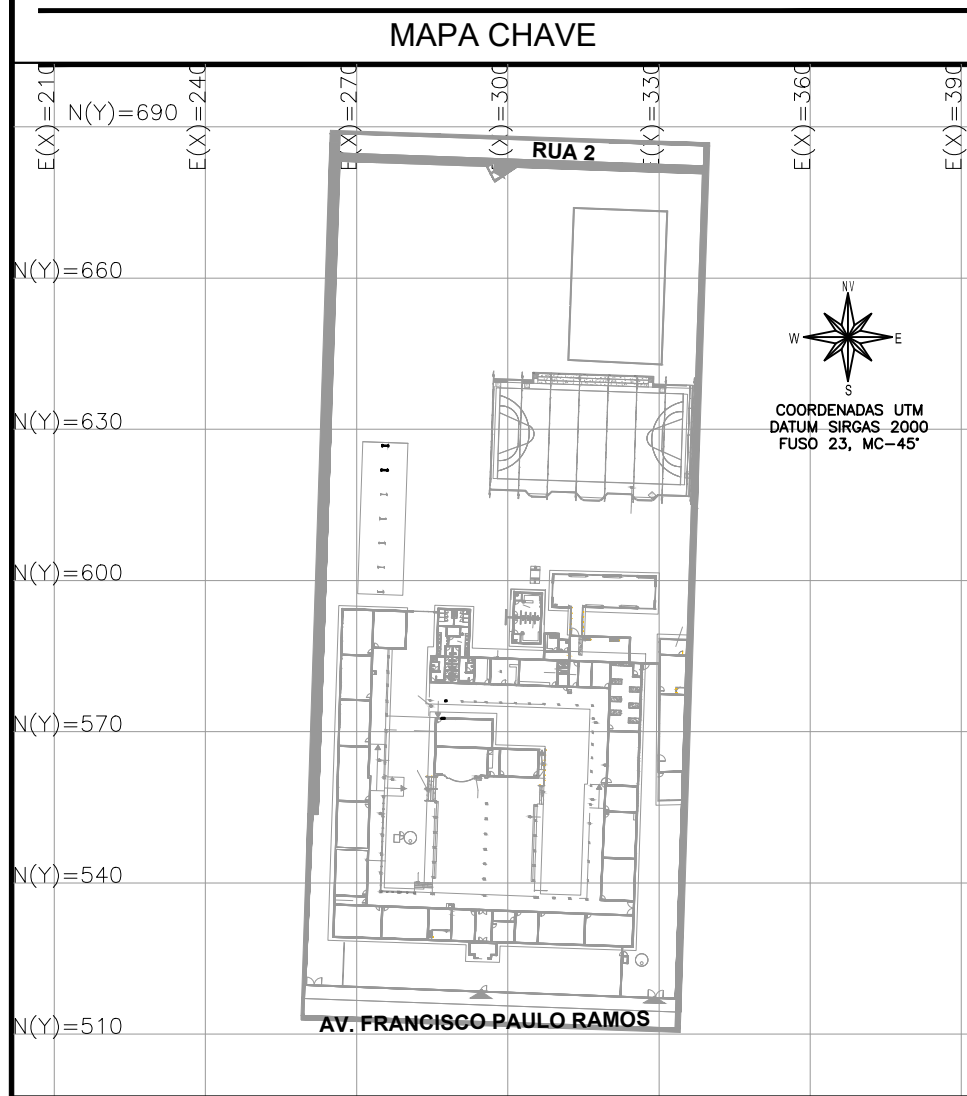 MAPA CHAVE
E(X)=210
E(X)=240
E(X)=270
E(X)=300
E(X)=330
E(X)=360
E(X)=390
N(Y)=690
RUA 2
N(Y)=660
NV
W
E
S
COORDENADAS UTM
DATUM SIRGAS 2000
FUSO 23, MC-45°
N(Y)=630
N(Y)=600
N(Y)=570
N(Y)=540
N(Y)=510
AV. FRANCISCO PAULO RAMOS